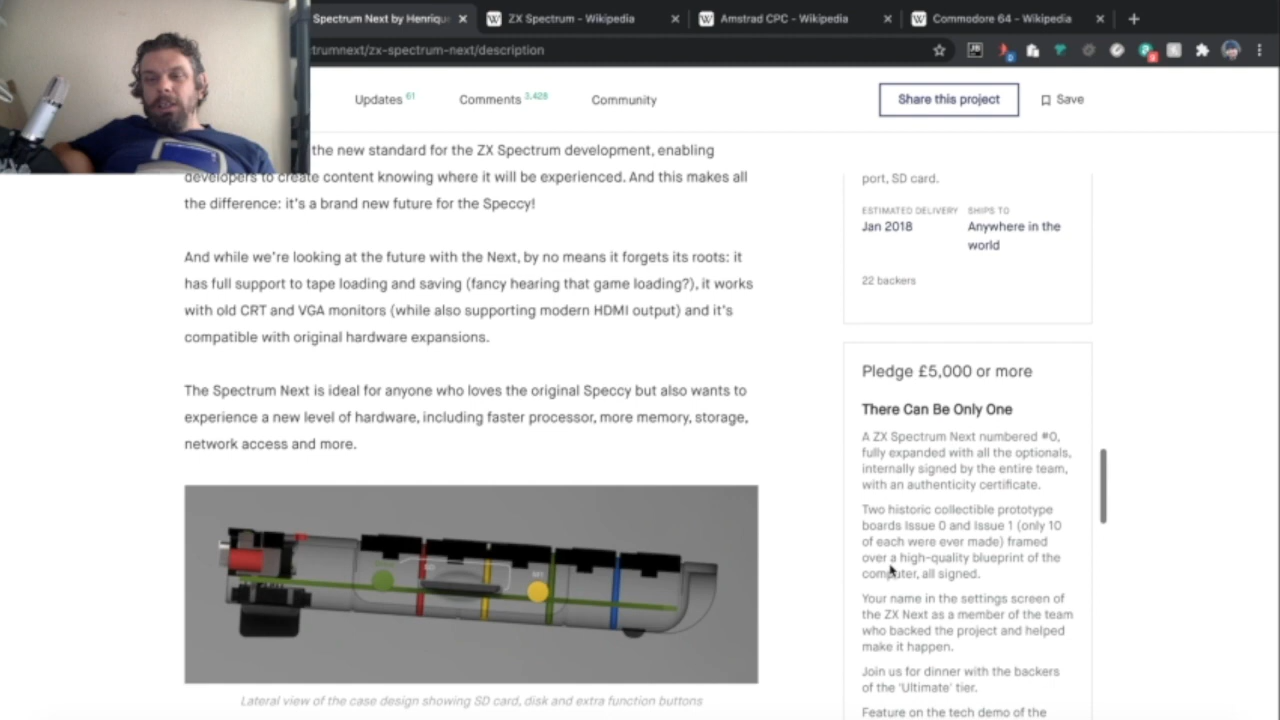 Spectrum Next by Henriqu
ZX Spectrum - Wikipedia
Amstrad CPC - Wikipedia
Commodore 64 - Wikipedia
trumnext/zx-spectrum-next/description
Updates 61
Comments 3,428
Community
Share this project
Save
the new standard for the ZX Spectrum development, enabling
developers to create content knowing where it will be experienced. And this makes all
the difference: it's a brand new future for the Speccy!
And while we're looking at the future with the Next, by no means it forgets its roots: it
has full support to tape loading and saving (fancy hearing that game loading?), it works
with old CRT and VGA monitors (while also supporting modern HDMI output) and it's
compatible with original hardware expansions.
The Spectrum Next is ideal for anyone who loves the original Speccy but also wants to
experience a new level of hardware, including faster processor, more memory, storage,
network access and more.
Lateral view of the case design showing SD card, disk and extra function buttons
port, SD card.
ESTIMATED DELIVERY
Jan 2018
SHIPS TO
Anywhere in the
world
22 backers
Pledge £5,000 or more
There Can Be Only One
A ZX Spectrum Next numbered #0,
fully expanded with all the optionals,
internally signed by the entire team,
with an authenticity certificate.
Two historic collectible prototype
boards Issue 0 and Issue 1 (only 10
of each were ever made) framed
over a high-quality blueprint of the
computer, all signed.
Your name in the settings screen of
the ZX Next as a member of the team
who backed the project and helped
make it happen.
Join us for dinner with the backers
of the 'Ultimate' tier.
Feature on the tech demo of the